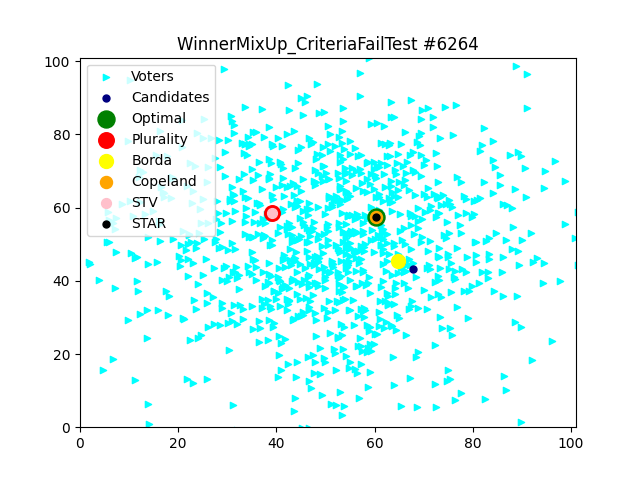 WinnerMixUp_CriteriaFailTest #6264
100
80
60
40
20
0
0
20
40
60
80
100
Voters
Candidates
Optimal
Plurality
Borda
Copeland
STV
STAR